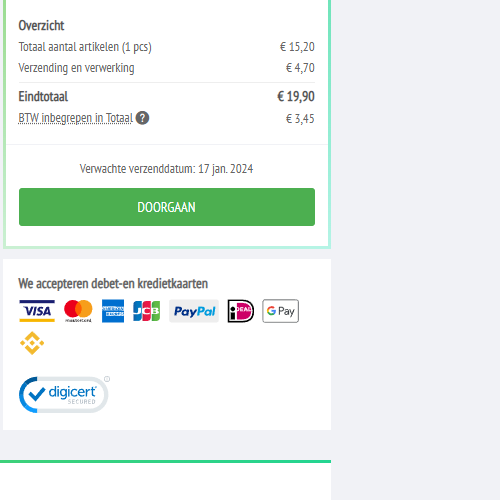 Overzicht
Totaal aantal artikelen (1 pcs) € 15,20
Verzending en verwerking € 4,70
Eindtotaal € 19,90
BTW inbegrepen in Totaal ? € 3,45
Verwachte verzenddatum: 17 jan. 2024
DOORGAAN
We accepteren debet-en kredietkaarten
VISA mastercard AMERICAN EXPRESS JCB PayPal iDEAL G Pay
digicert
SECURED